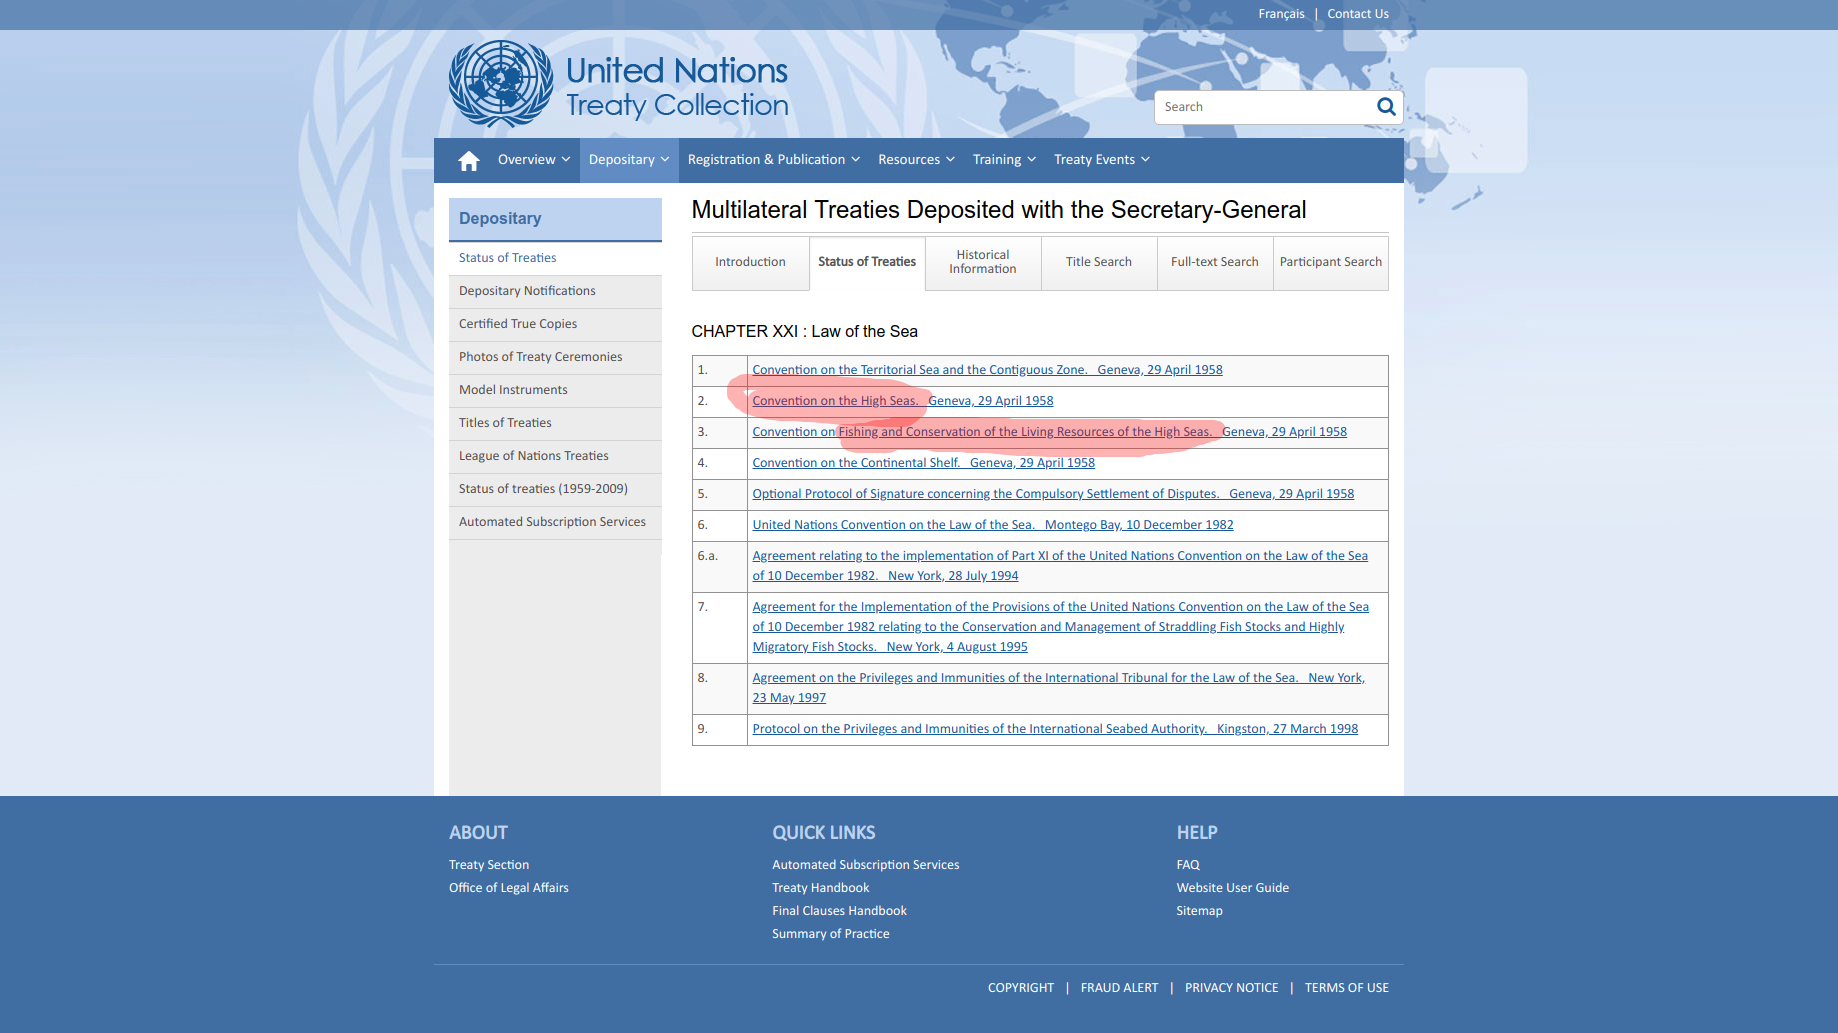 Français | Contact Us
United Nations
Treaty Collection
Search
Overview
Depositary
Registration & Publication
Resources
Training
Treaty Events
Depositary
Status of Treaties
Depositary Notifications
Certified True Copies
Photos of Treaty Ceremonies
Model Instruments
Titles of Treaties
League of Nations Treaties
Status of treaties (1959-2009)
Automated Subscription Services
Multilateral Treaties Deposited with the Secretary-General
Introduction
Status of Treaties
Historical
Information
Title Search
Full-text Search
Participant Search
CHAPTER XXI : Law of the Sea
1. Convention on the Territorial Sea and the Contiguous Zone. Geneva, 29 April 1958
2. Convention on the High Seas. Geneva, 29 April 1958
3. Convention on Fishing and Conservation of the Living Resources of the High Seas. Geneva, 29 April 1958
4. Convention on the Continental Shelf. Geneva, 29 April 1958
5. Optional Protocol of Signature concerning the Compulsory Settlement of Disputes. Geneva, 29 April 1958
6. United Nations Convention on the Law of the Sea. Montego Bay, 10 December 1982
6.a. Agreement relating to the implementation of Part XI of the United Nations Convention on the Law of the Sea
of 10 December 1982. New York, 28 July 1994
7. Agreement for the Implementation of the Provisions of the United Nations Convention on the Law of the Sea
of 10 December 1982 relating to the Conservation and Management of Straddling Fish Stocks and Highly
Migratory Fish Stocks. New York, 4 August 1995
8. Agreement on the Privileges and Immunities of the International Tribunal for the Law of the Sea. New York,
23 May 1997
9. Protocol on the Privileges and Immunities of the International Seabed Authority. Kingston, 27 March 1998
ABOUT
Treaty Section
Office of Legal Affairs
QUICK LINKS
Automated Subscription Services
Treaty Handbook
Final Clauses Handbook
Summary of Practice
HELP
FAQ
Website User Guide
Sitemap
COPYRIGHT | FRAUD ALERT | PRIVACY NOTICE | TERMS OF USE